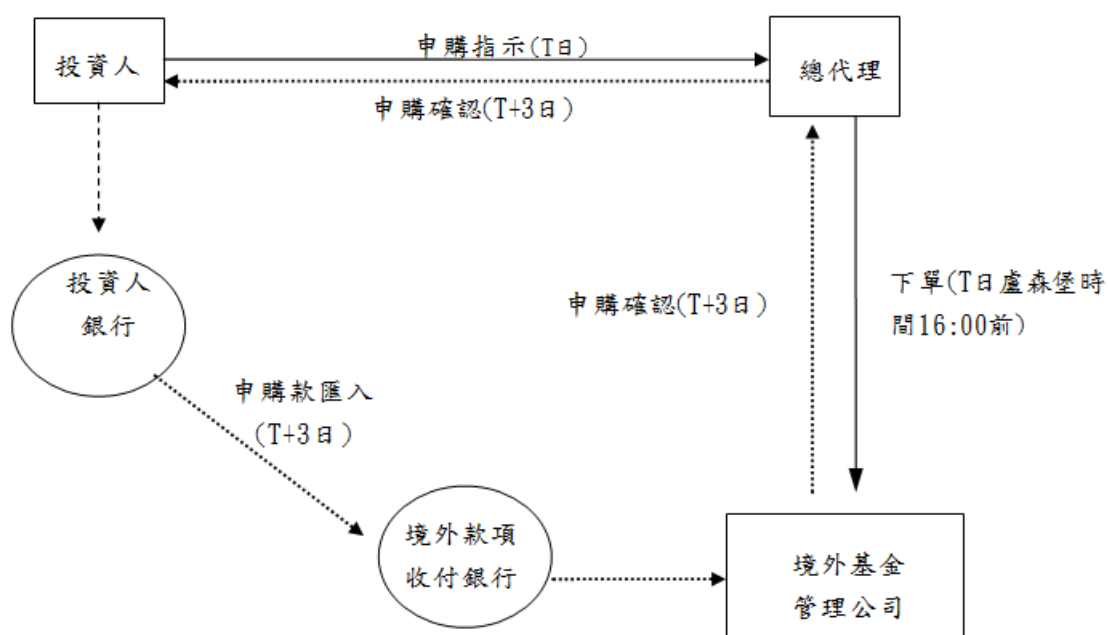 投資人
申購指示(T日)
總代理
申購確認(T+3日)
投資人
銀行
申購確認(T+3日)
下單(T日盧森堡時
間16:00前)
申購款匯入
(T+3日)
境外款項
收付銀行
境外基金
管理公司